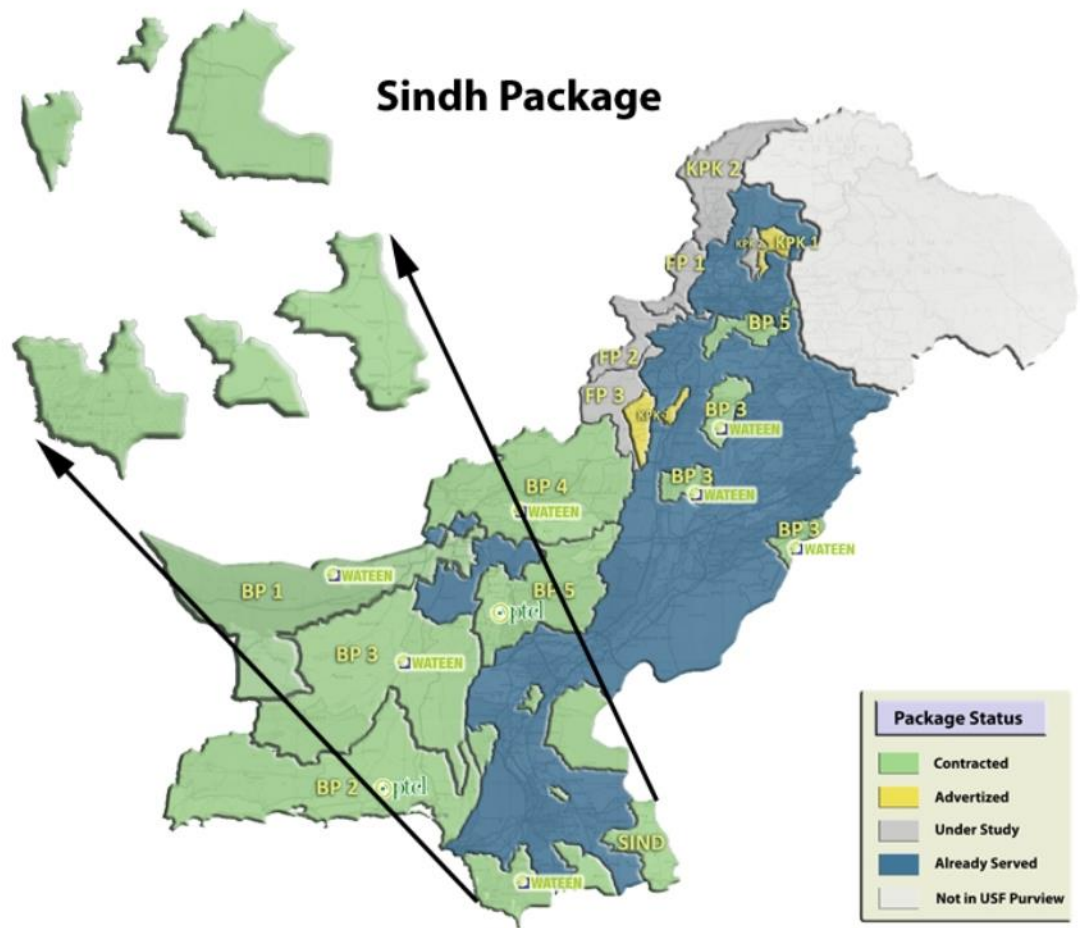 Sindh Package
KPK 2
KPK 1
FP 1
BP 5
FP 2
FP 3
BP 3
WATEEN
BP 3
WATEEN
BP 4
WATEEN
BP 3
WATEEN
BP 1
WATEEN
BP 5
ptcl
BP 3
WATEEN
BP 2
ptcl
SIND
WATEEN
Package Status
Contracted
Advertized
Under Study
Already Served
Not in USF Purview